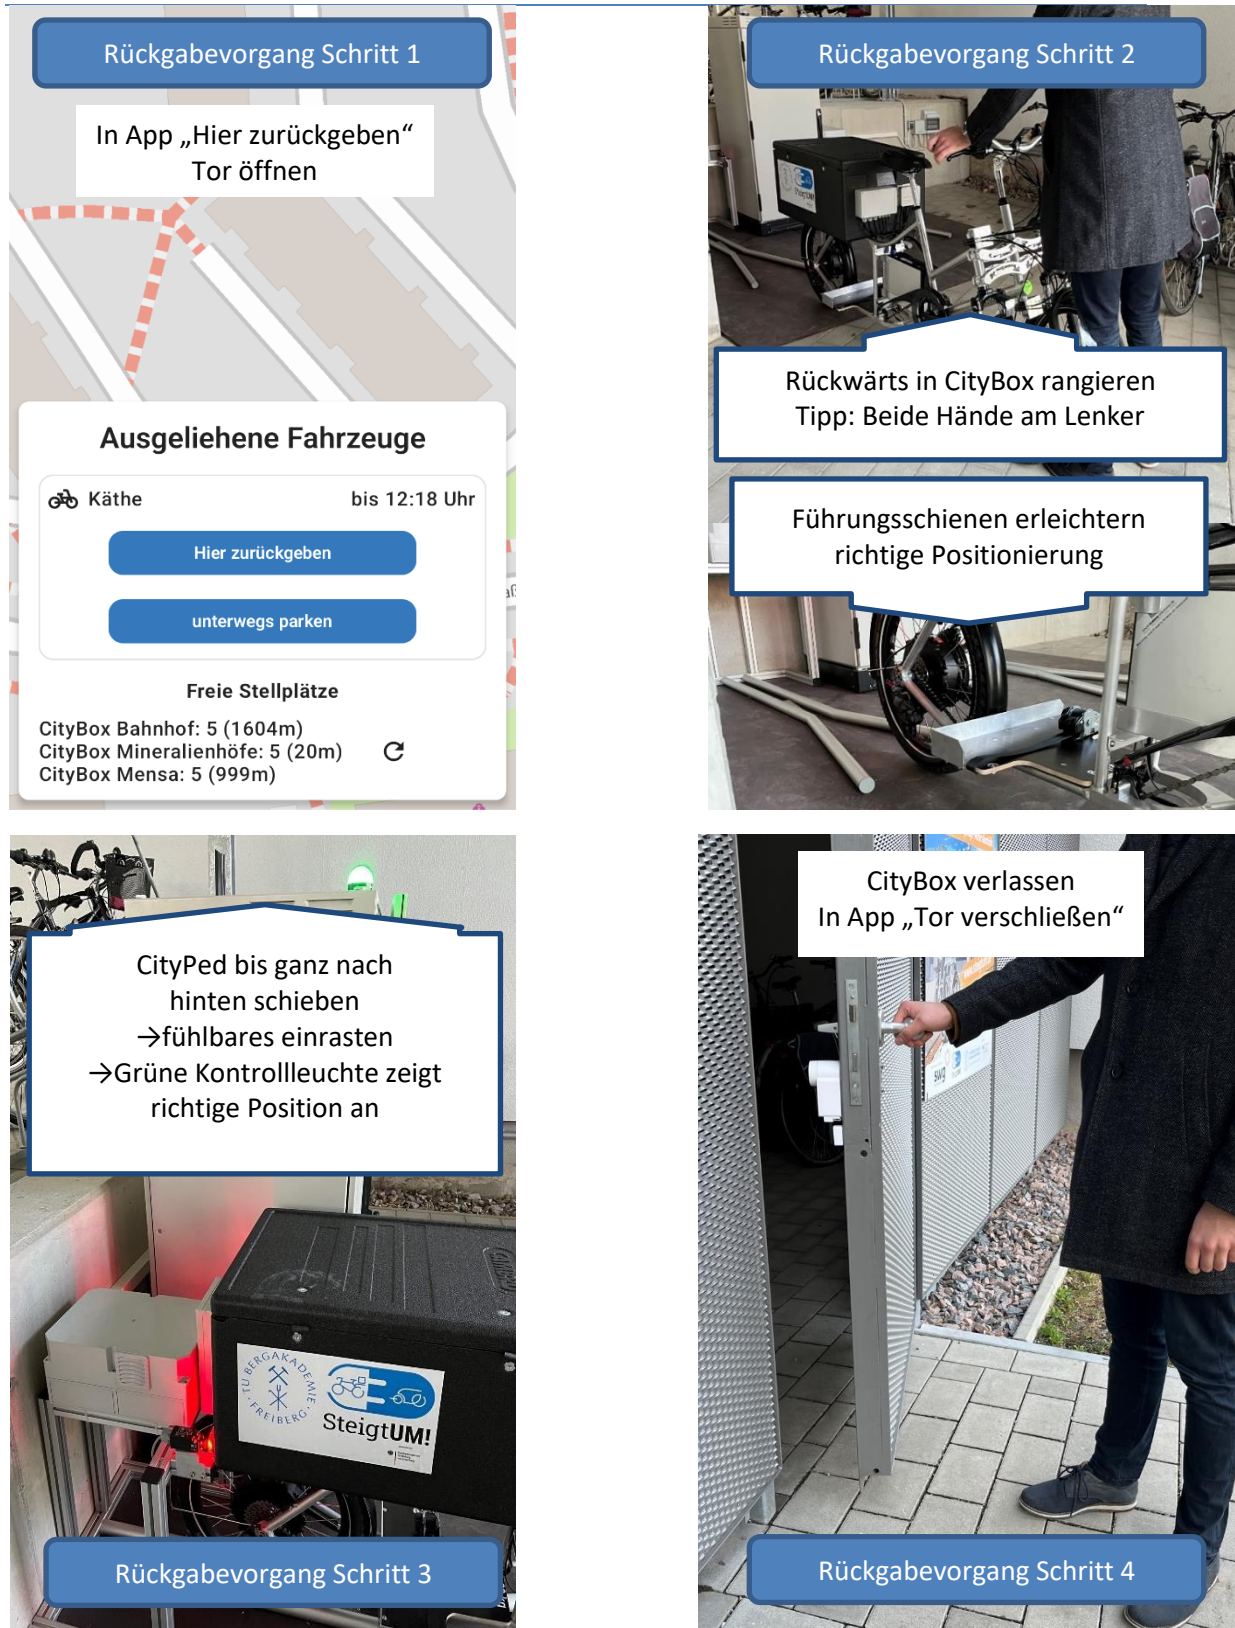 Rückgabevorgang Schritt 1
In App „Hier zurückgeben“
Tor öffnen
Ausgeliehene Fahrzeuge
Käthe bis 12:18 Uhr
Hier zurückgeben
unterwegs parken
Freie Stellplätze
CityBox Bahnhof: 5 (1604m)
CityBox Mineralienhöfe: 5 (20m)
CityBox Mensa: 5 (999m)
Rückgabevorgang Schritt 2
SteigtUM!
Rückwärts in CityBox rangieren
Tipp: Beide Hände am Lenker
Führungsschienen erleichtern
richtige Positionierung
CityPed bis ganz nach
hinten schieben
→fühlbares einrasten
→Grüne Kontrollleuchte zeigt
richtige Position an
TU BERGAKADEMIE
FREIBERG
SteigtUM!
Rückgabevorgang Schritt 3
CityBox verlassen
In App „Tor verschließen“
swg
Rückgabevorgang Schritt 4